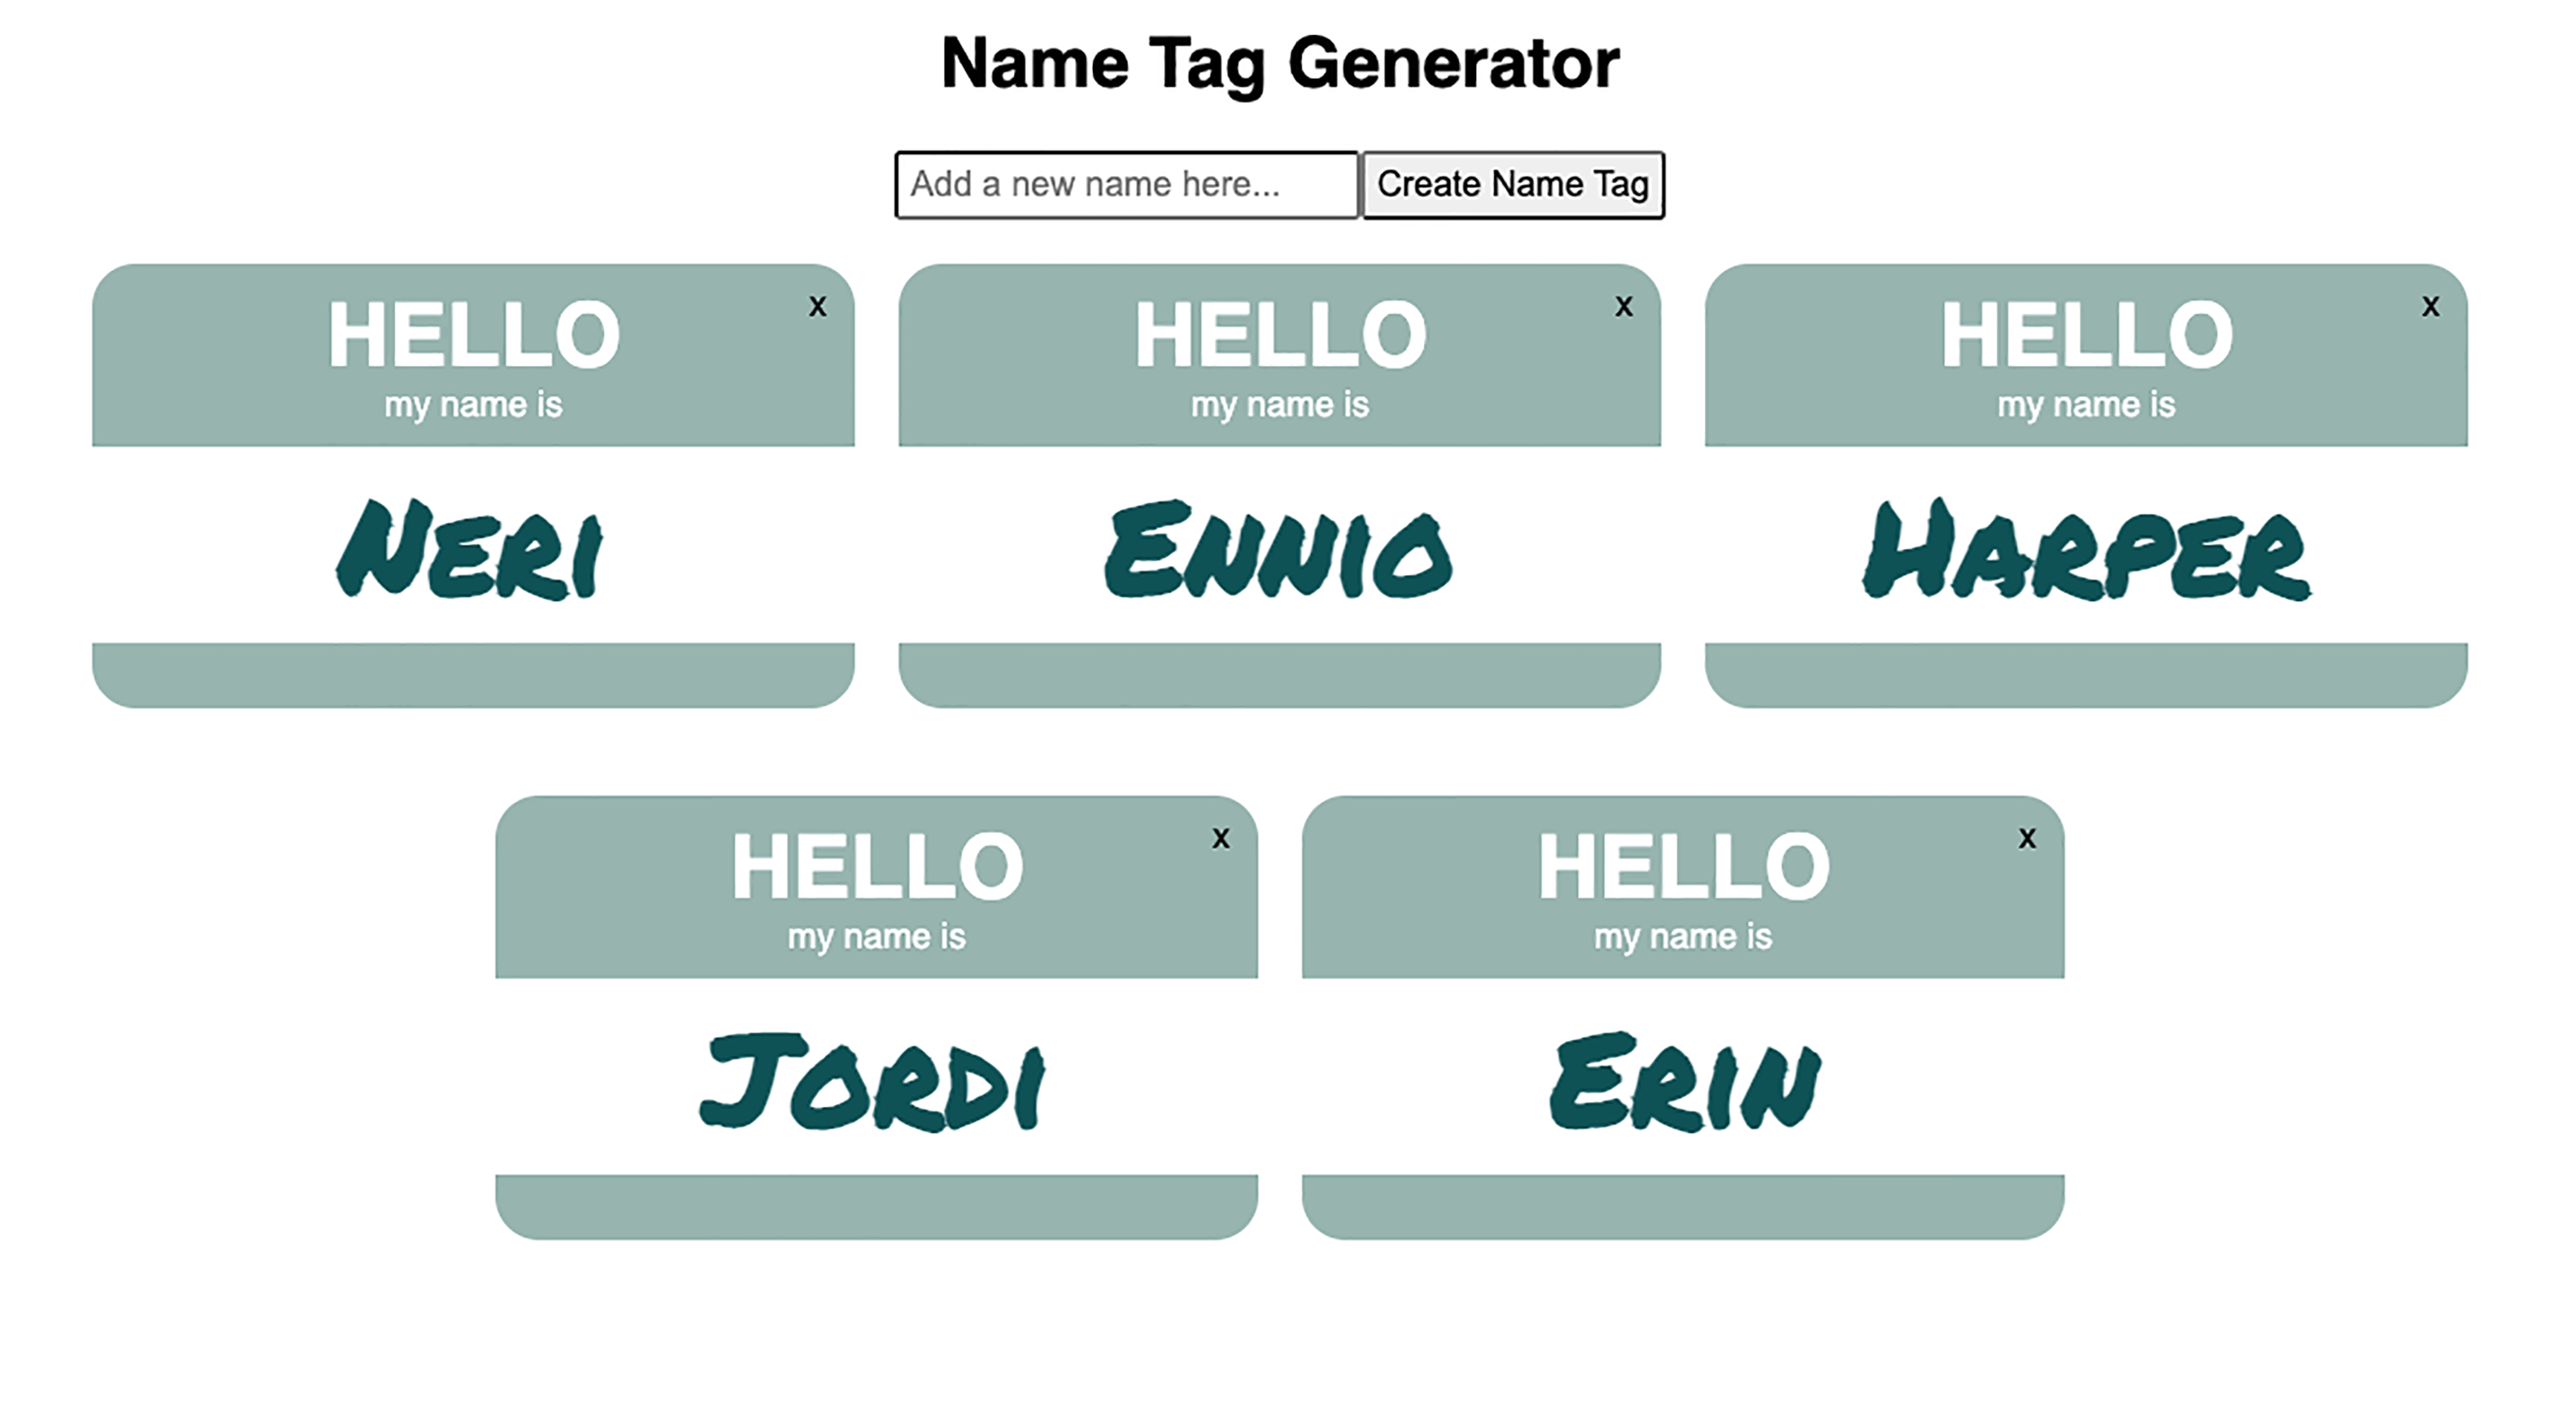 Name Tag Generator
Add a new name here... Create Name Tag
HELLO x
my name is
Neri
HELLO x
my name is
Ennio
HELLO x
my name is
Harper
HELLO x
my name is
Jordi
HELLO x
my name is
Erin